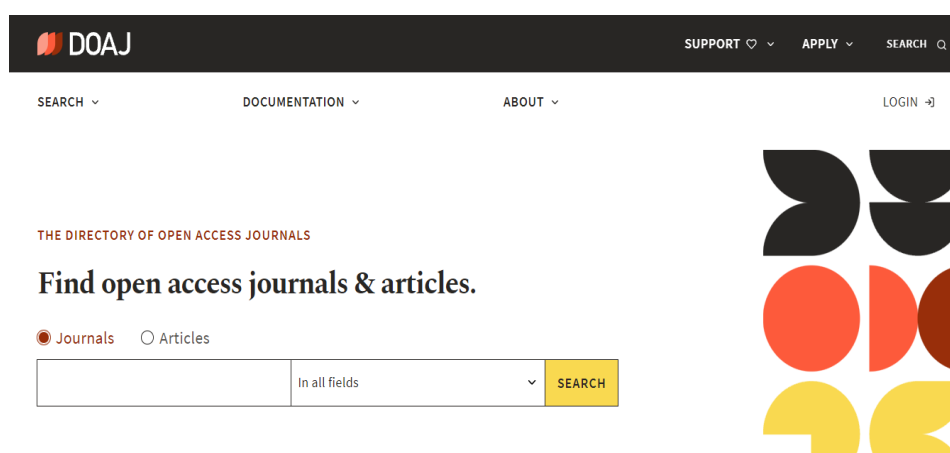 DOAJ
SUPPORT APPLY SEARCH
SEARCH DOCUMENTATION ABOUT LOGIN
THE DIRECTORY OF OPEN ACCESS JOURNALS
Find open access journals & articles.
Journals Articles
In all fields SEARCH